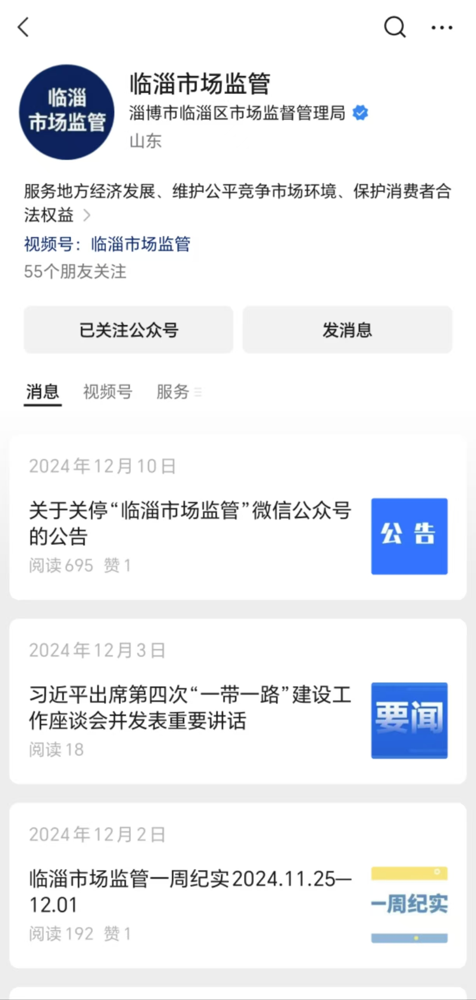 临淄
市场监管
临淄市场监管
淄博市临淄区市场监督管理局
山东
服务地方经济发展、维护公平竞争市场环境、保护消费者合
法权益
视频号：临淄市场监管
55个朋友关注
已关注公众号
发消息
消息
视频号
服务
2024年12月10日
关于关停“临淄市场监管”微信公众号
的公告
阅读695 赞1
公告
2024年12月3日
习近平出席第四次“一带一路”建设工
作座谈会并发表重要讲话
阅读18
要闻
2024年12月2日
临淄市场监管一周纪实2024.11.25—
12.01
阅读192 赞1
一周纪实